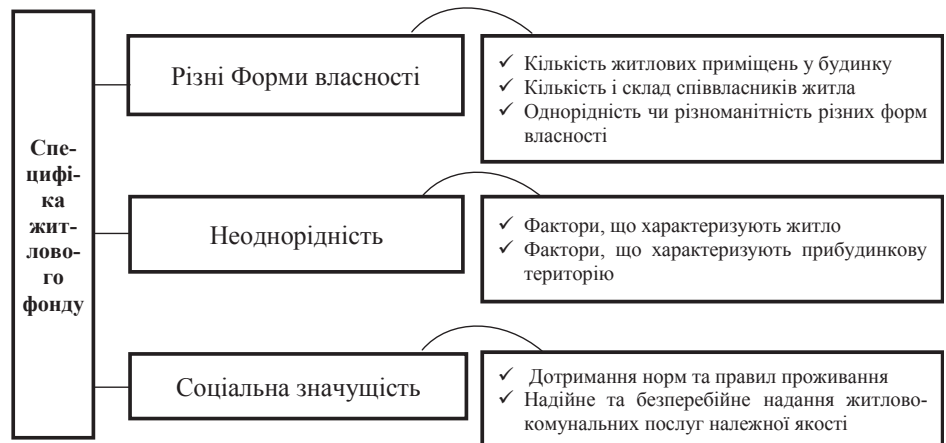 Спе-
цифі-
ка
жит-
лово-
го
фонду
Різні Форми власності
✓ Кількість житлових приміщень у будинку
✓ Кількість і склад співвласників житла
✓ Однорідність чи різноманітність різних форм
власності
Неоднорідність
✓ Фактори, що характеризують житло
✓ Фактори, що характеризують прибудинкову
територію
Соціальна значущість
✓ Дотримання норм та правил проживання
✓ Надійне та безперебійне надання житлово-
комунальних послуг належної якості